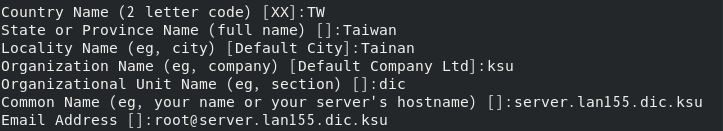 Country Name (2 letter code) [XX]:TW
State or Province Name (full name) []:Taiwan
Locality Name (eg, city) [Default City]:Tainan
Organization Name (eg, company) [Default Company Ltd]:ksu
Organizational Unit Name (eg, section) []:dic
Common Name (eg, your name or your server's hostname) []:server.lan155.dic.ksu
Email Address []:root@server.lan155.dic.ksu